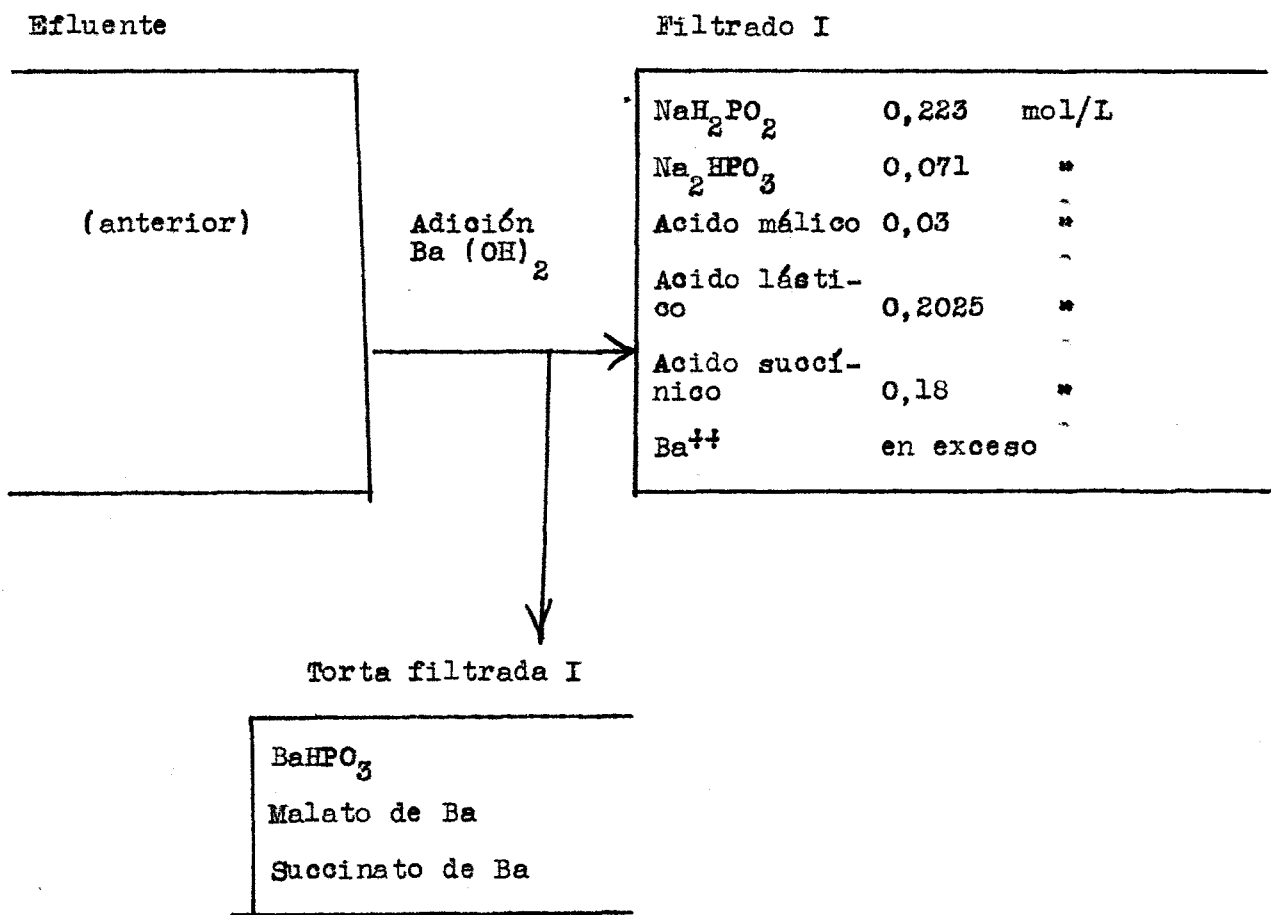 Efluente
Filtrado I
(anterior)
Adición
Ba (OH)2
NaH2PO2 0,223 mol/L
Na2HPO3 0,071 "
Acido málico 0,03 "
Acido lásti-
co 0,2025 "
Acido succí-
nico 0,18 "
Ba++ en exceso
Torta filtrada I
BaHPO3
Malato de Ba
Succinato de Ba